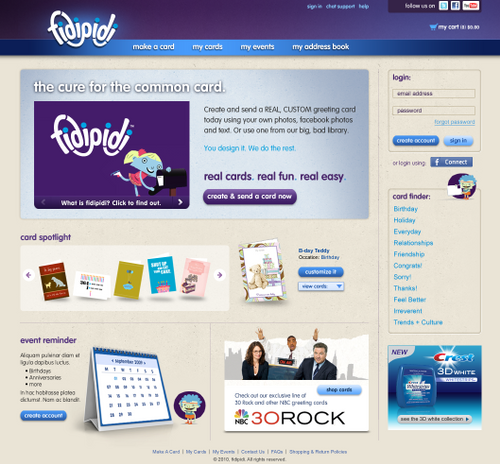 fidipidi
sign in chat support help
follow us on
You Tube
my cart (0) $0.00
make a card my cards my events my address book
the cure for the common card.
fidipidi
What is fidipidi? Click to find out.
Create and send a REAL, CUSTOM greeting card
today using your own photos, facebook photos
and text. Or use one from our big, bad library.
You design it. We do the rest.
real cards. real fun. real easy.
create & send a card now
login:
email address
password
forgot password
create account sign in
or login using: f Connect
card finder:
Birthday
Holiday
Everyday
Relationships
Friendship
Congrats!
Sorry!
Thanks!
Feel Better
Irreverent
Trends + Culture
card spotlight
B-day Teddy
Occation: Birthday
customize it
view cards:
event reminder
Aliquam pulvinar diam et
ligula dapibus luctus.
• Birthdays
• Anniversaries
• more
In hac habitasse platea
dictumst. Nam ac blandit!
create account
september 2009
shop cards
Check out our exclusive line of
30 Rock and other NBC greeting cards
NBC 30ROCK
NEW
Crest
3D WHITE
see the 3D white collection
Make A Card | My Cards | My Events | Contact Us | FAQs | Shipping & Return Policies
© 2010. fidipidi. All rights reserved.